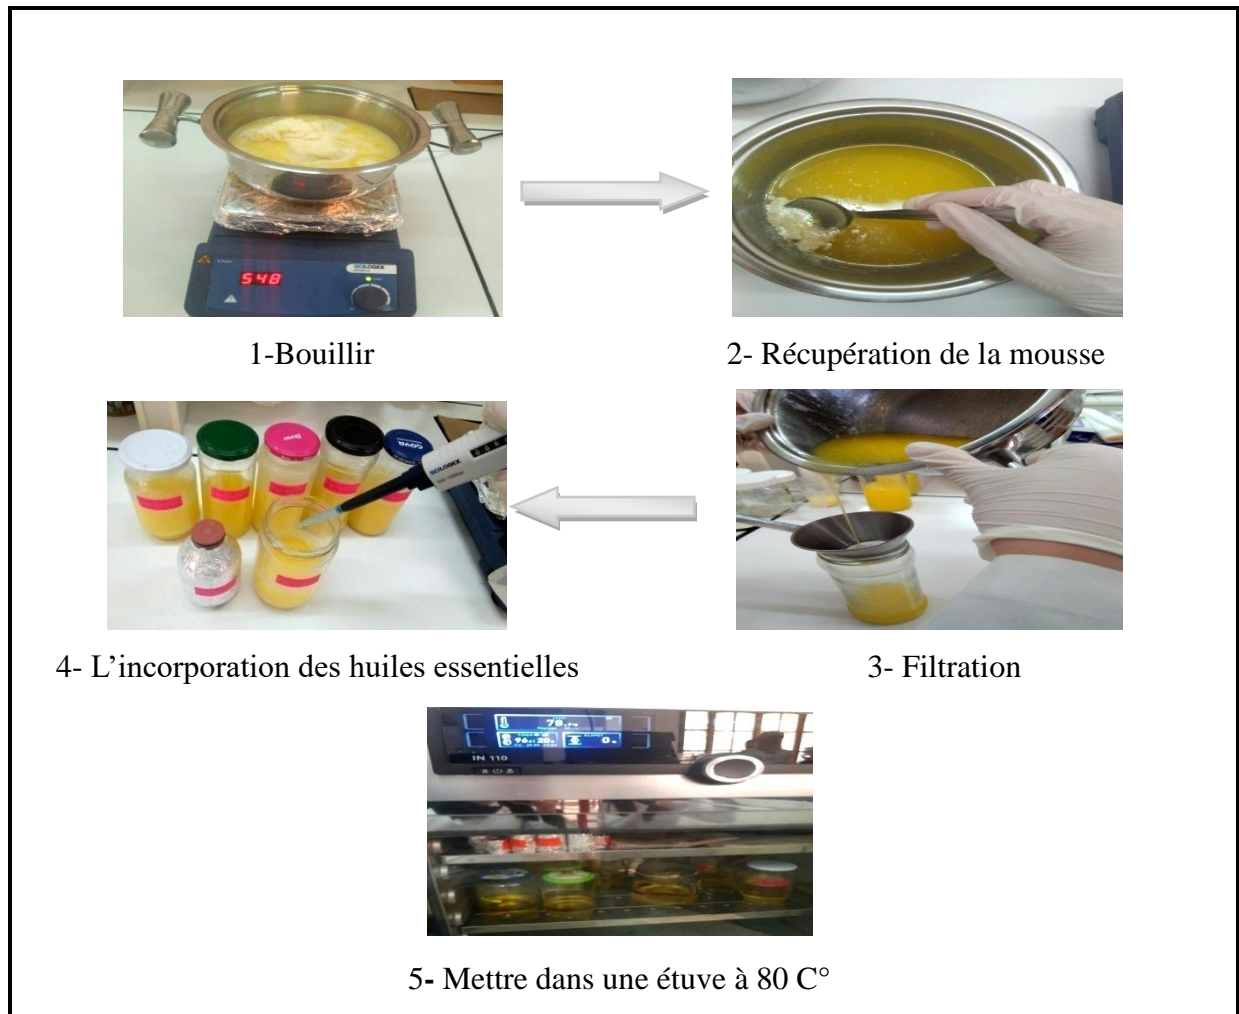 548
SCILOGEX
1-Bouillir
2- Récupération de la mousse
SCILOGEX
4- L’incorporation des huiles essentielles
3- Filtration
IN 110
5- Mettre dans une étuve à 80 C°